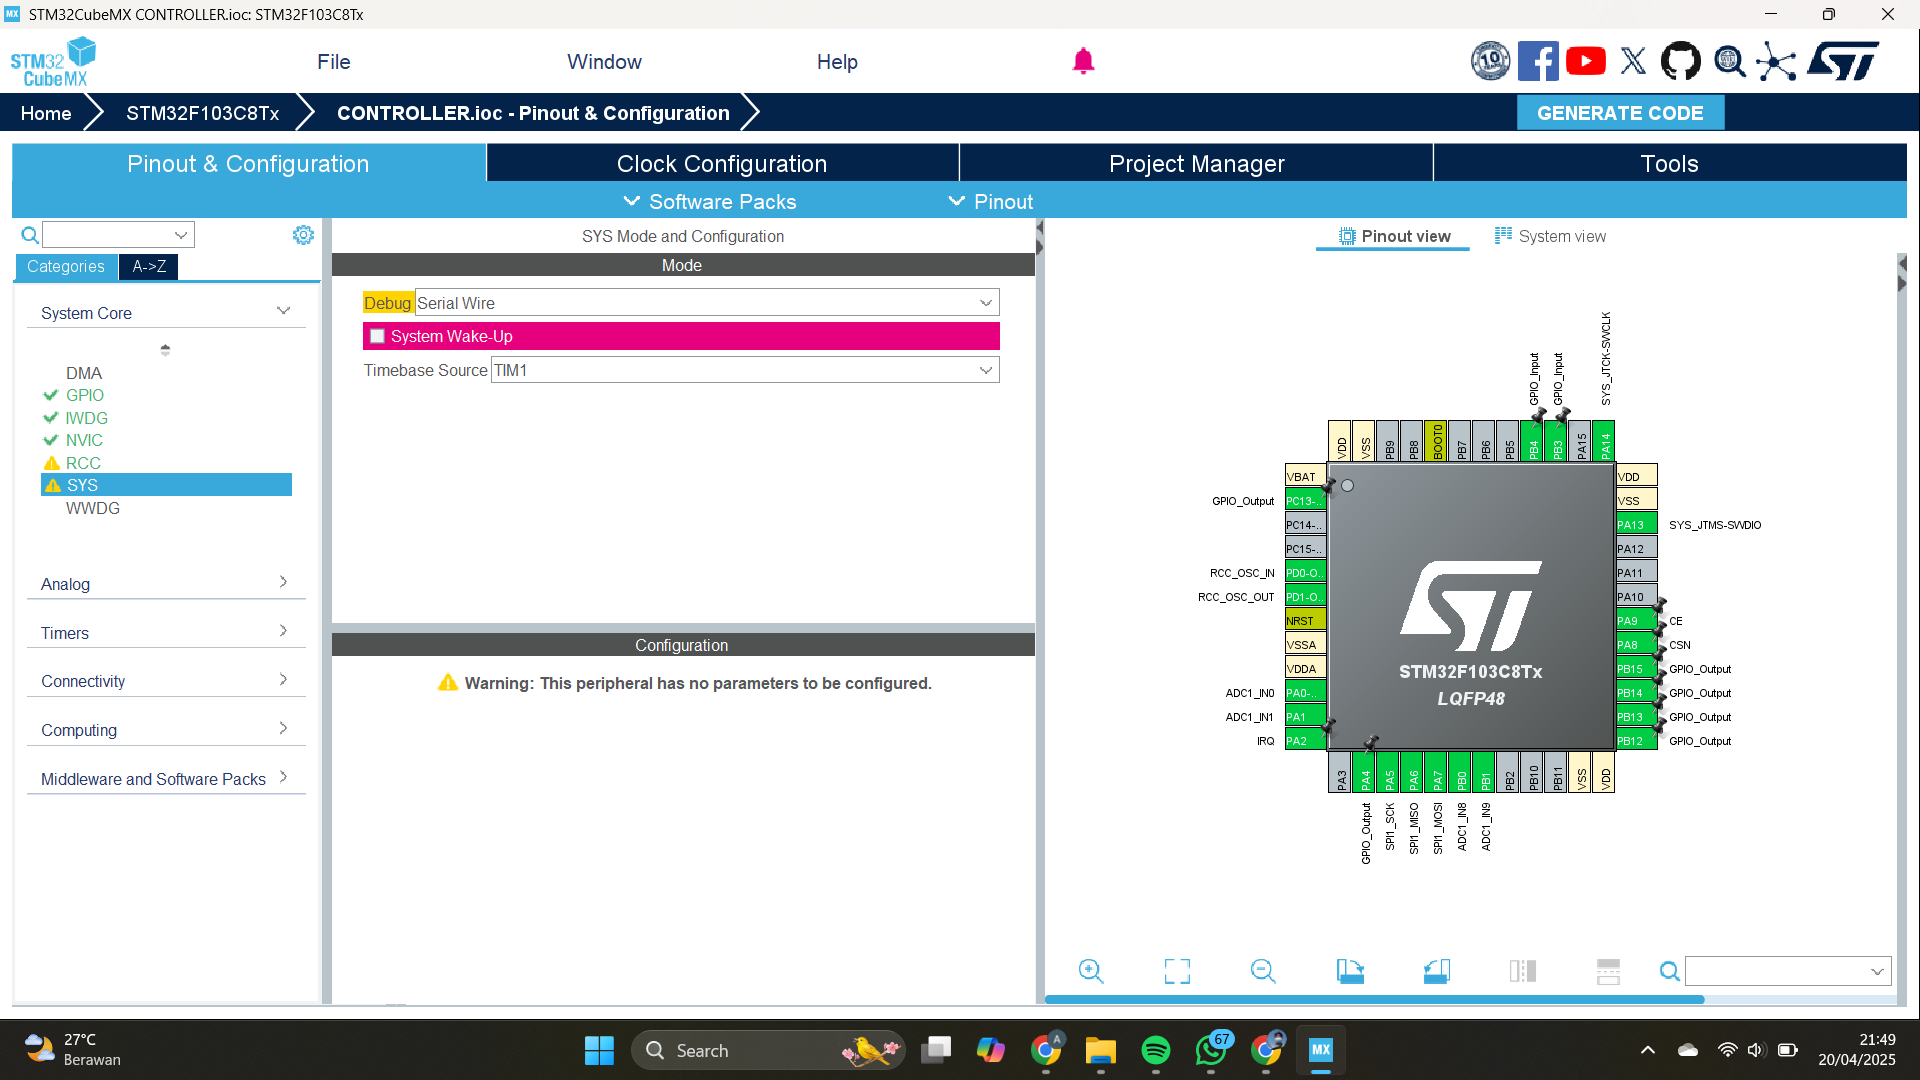 STM32CubeMX CONTROLLER.ioc: STM32F103C8Tx
STM32
CubeMX
File
Window
Help
10
Home
STM32F103C8Tx
CONTROLLER.ioc - Pinout & Configuration
GENERATE CODE
Pinout & Configuration
Clock Configuration
Project Manager
Tools
Software Packs
Pinout
Categories
A->Z
System Core
DMA
GPIO
IWDG
NVIC
RCC
SYS
WWDG
Analog
Timers
Connectivity
Computing
Middleware and Software Packs
SYS Mode and Configuration
Mode
Debug Serial Wire
System Wake-Up
Timebase Source TIM1
Configuration
Warning: This peripheral has no parameters to be configured.
Pinout view
System view
GPIO_Input
GPIO_Input
SYS_JTCK-SWCLK
VDD
VSS
PB9
PB8
BOOT0
PB7
PB6
PB5
PB4
PB3
PA15
PA14
VBAT
GPIO_Output PC13-..
PC14-..
PC15-..
RCC_OSC_IN PD0-O..
RCC_OSC_OUT PD1-O..
NRST
VSSA
VDDA
ADC1_IN0 PA0-..
ADC1_IN1 PA1
IRQ PA2
STM32F103C8Tx
LQFP48
VDD
VSS
PA13 SYS_JTMS-SWDIO
PA12
PA11
PA10
PA9 CE
PA8 CSN
PB15 GPIO_Output
PB14 GPIO_Output
PB13 GPIO_Output
PB12 GPIO_Output
PA3
PA4
PA5
PA6
PA7
PB0
PB1
PB2
PB10
PB11
VSS
VDD
GPIO_Output
SPI1_SCK
SPI1_MISO
SPI1_MOSI
ADC1_IN8
ADC1_IN9
27°C
Berawan
Search
A
67
MX
21:49
20/04/2025